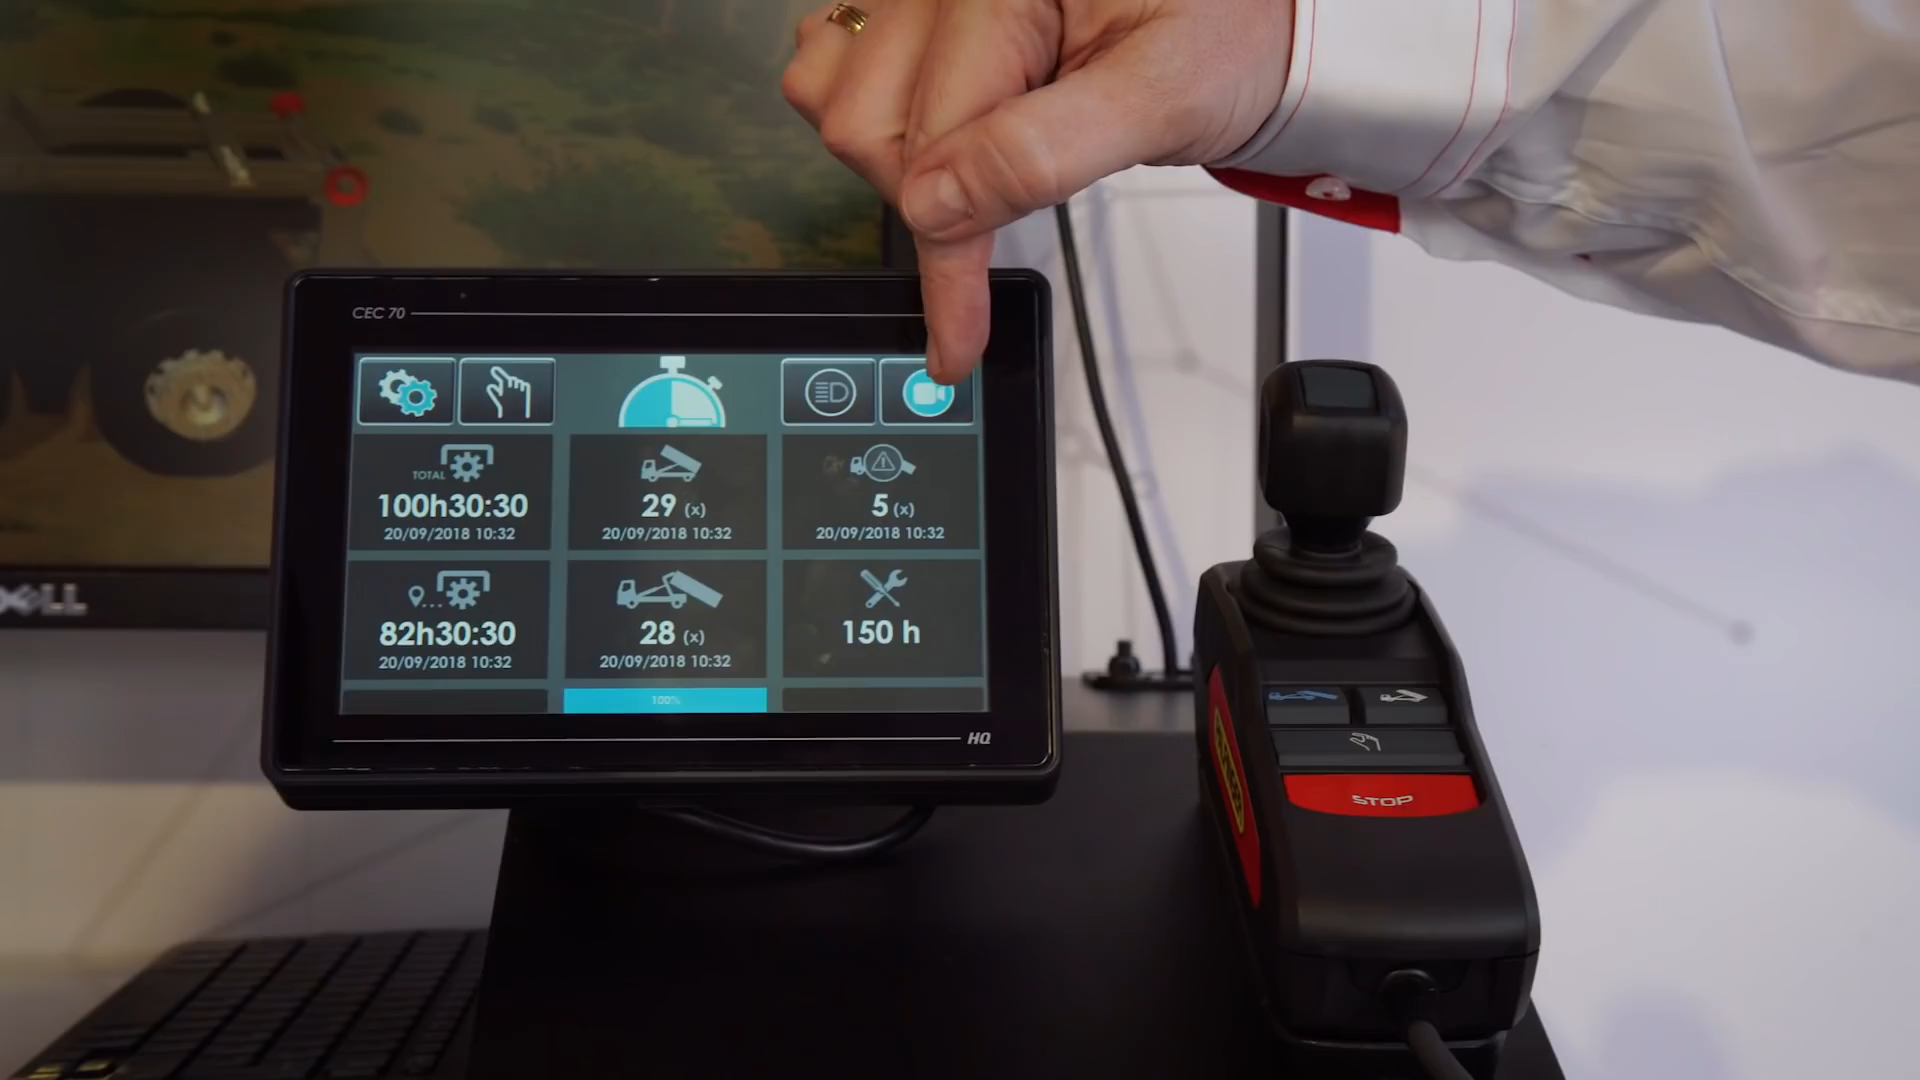 CEC 70
TOTAL
100h30:30
20/09/2018 10:32
29 (x)
20/09/2018 10:32
5 (x)
20/09/2018 10:32
82h30:30
20/09/2018 10:32
28 (x)
20/09/2018 10:32
150 h
100%
HQ
DELL
STOP